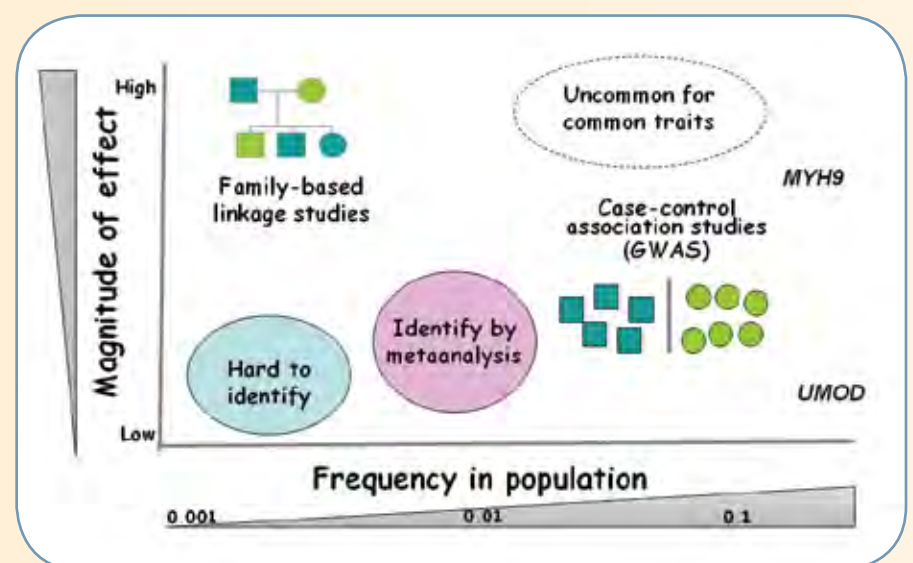 High
Uncommon for
common traits
MYH9
Family-based
linkage studies
Case-control
association studies
(GWAS)
Magnitude of effect
Identify by
metaanalysis
Hard to
identify
UMOD
Low
Frequency in population
0 001
0 01
0 1